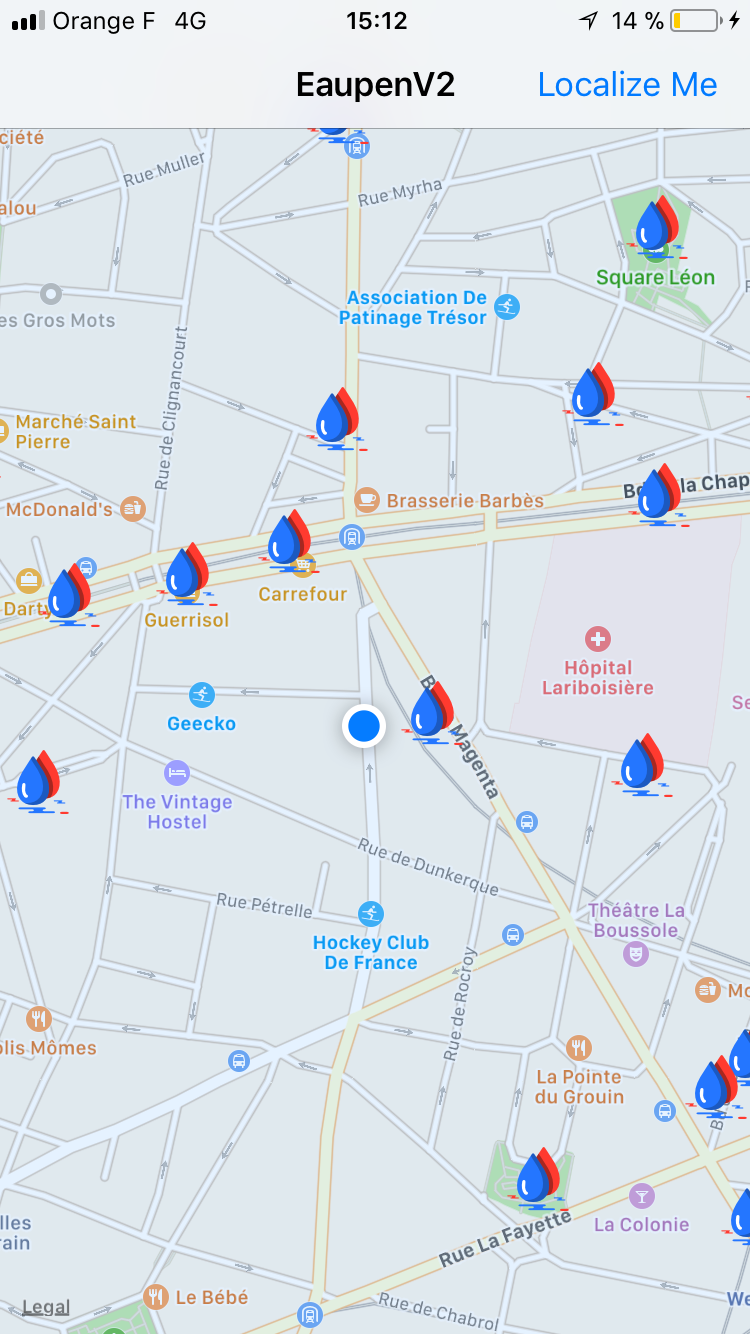 Orange F 4G 15:12 14 %
EaupenV2 Localize Me
ciété
Rue Muller
Rue Myrha
alou
Square Léon
Association De
Patinage Trésor
es Gros Mots
Rue de Clignancourt
Marché Saint
Pierre
McDonald's
Brasserie Barbès
la Chap
Darty
Carrefour
Guerrisol
Hôpital
Lariboisière
Se
Geecko
Magenta
The Vintage
Hostel
Rue de Dunkerque
Rue Pétrelle
Théâtre La
Boussole
Hockey Club
De France
Rue de Rocroy
Mc
olis Mômes
La Pointe
du Grouin
La Colonie
Rue La Fayette
lles
rain
Le Bébé
Legal
Rue de Chabrol
We